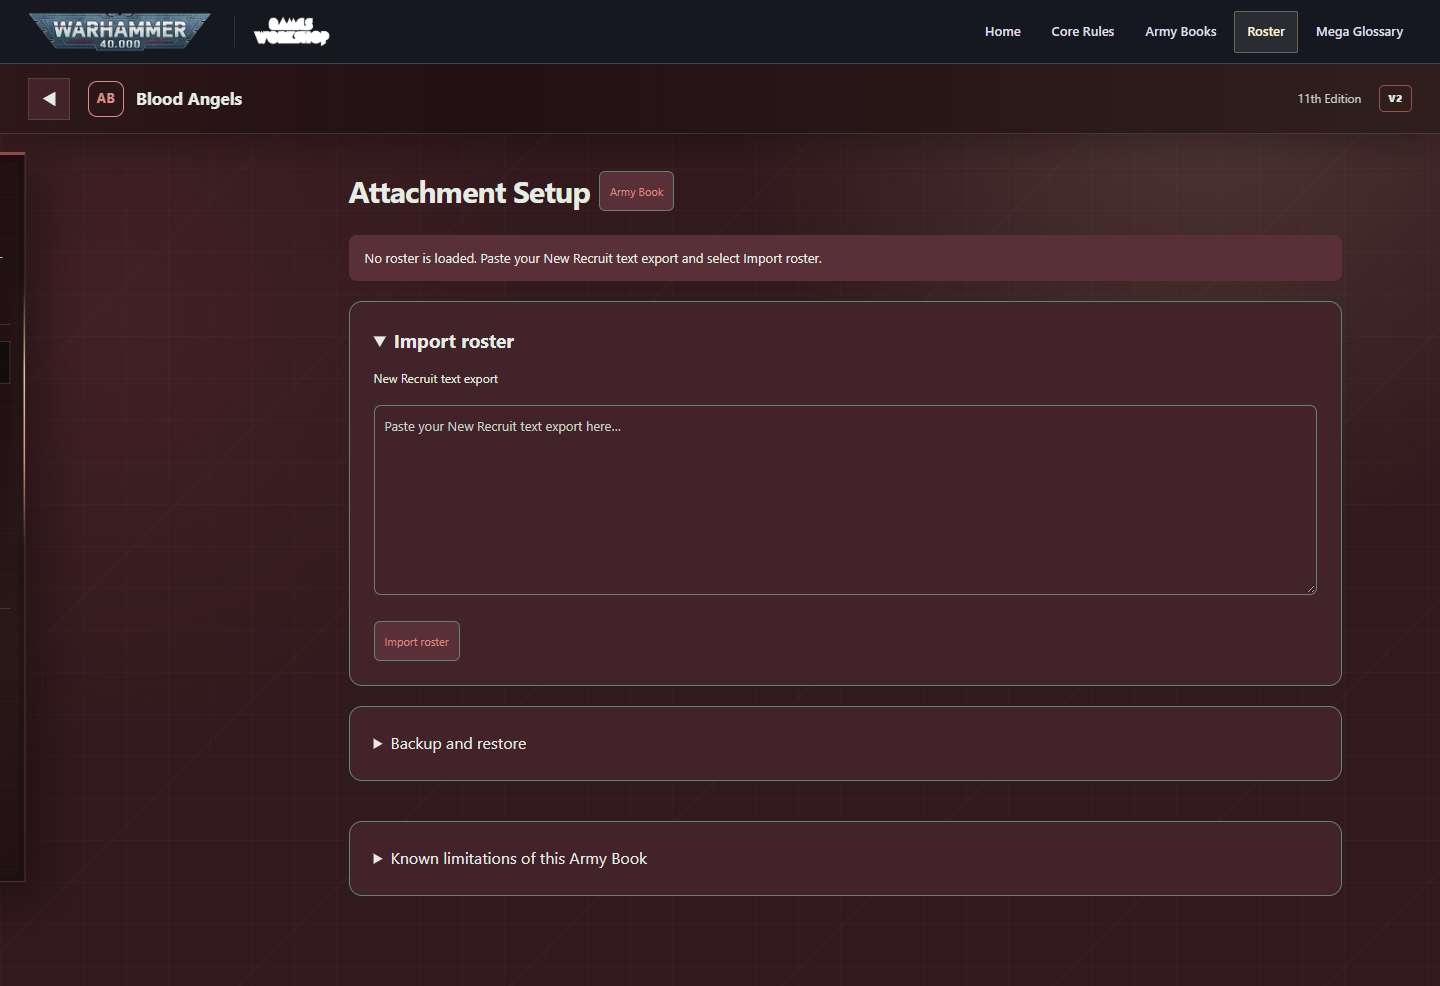 WARHAMMER
40,000
GAMES
WORKSHOP
Home
Core Rules
Army Books
Roster
Mega Glossary
◀
AB
Blood Angels
11th Edition
V2
Attachment Setup
Army Book
No roster is loaded. Paste your New Recruit text export and select Import roster.
▼ Import roster
New Recruit text export
Paste your New Recruit text export here...
Import roster
▶ Backup and restore
▶ Known limitations of this Army Book